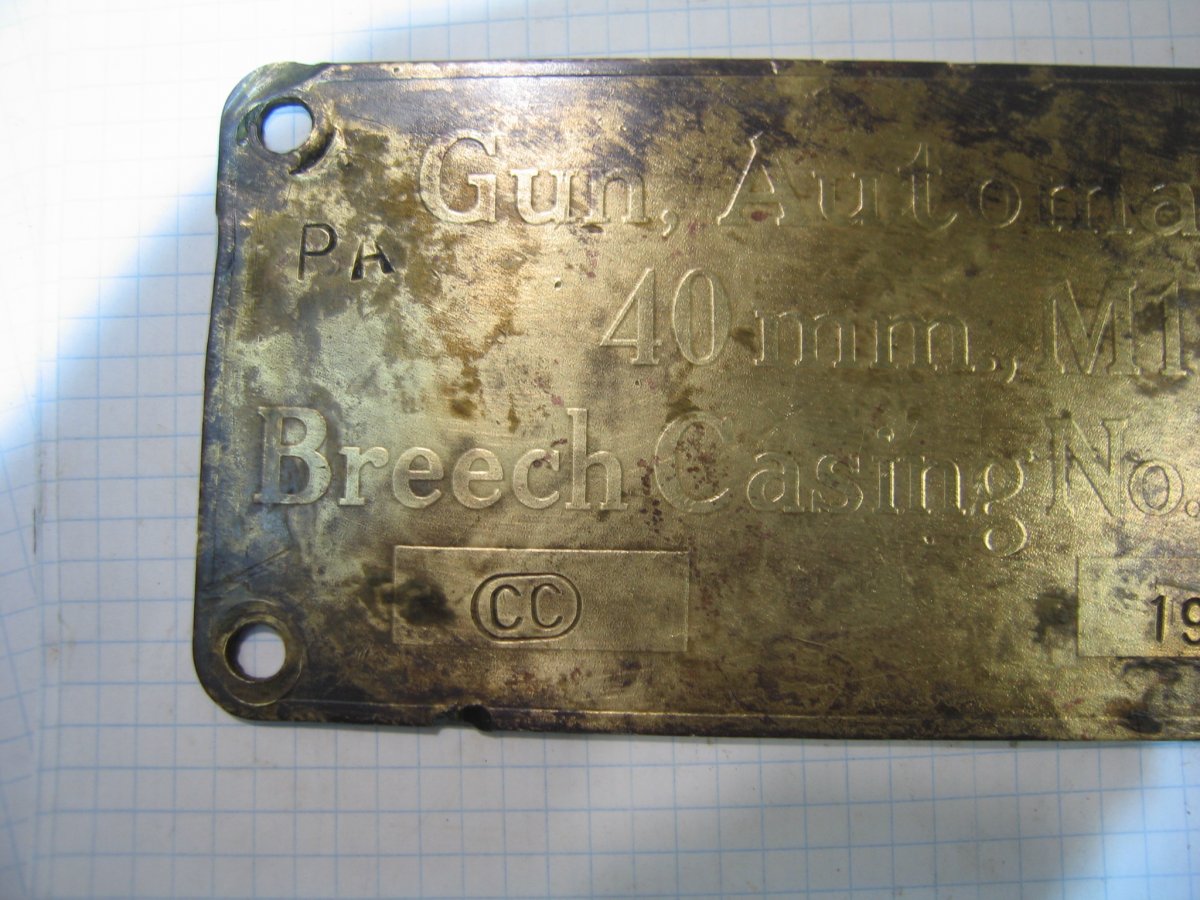 Gun, Automa
PA
40 mm., M1
Breech Casing No.
CC
19